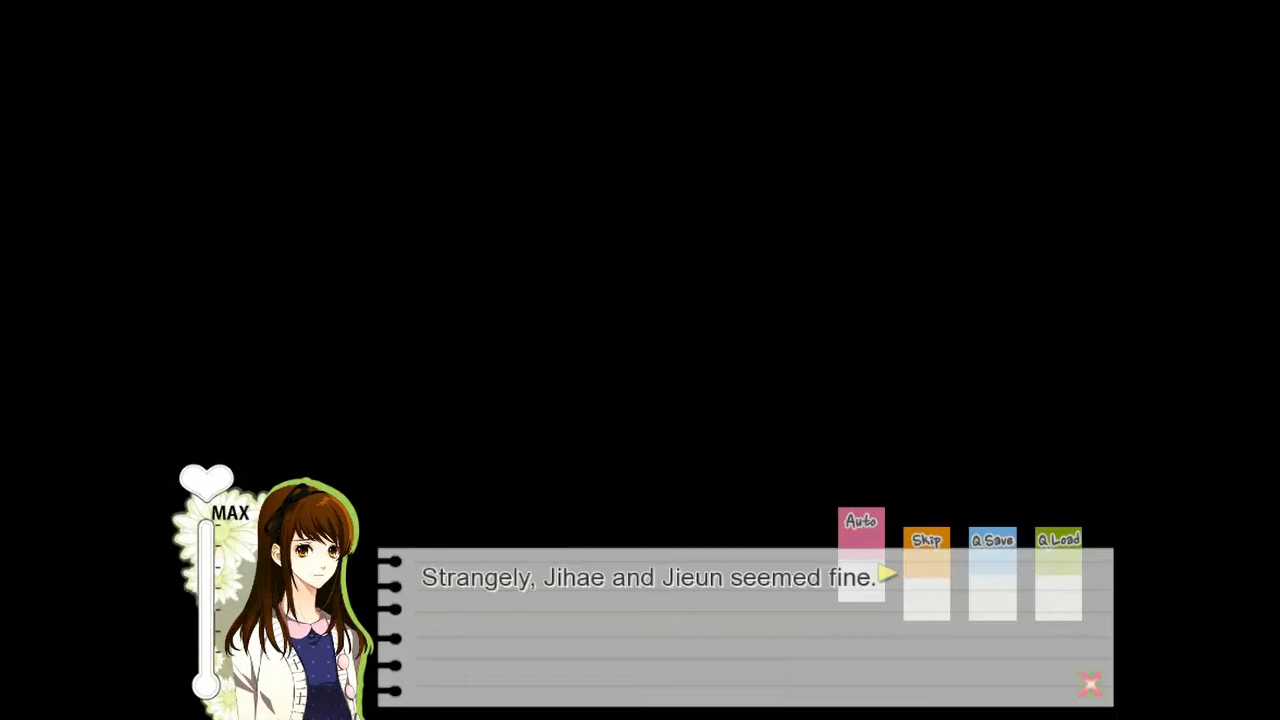 MAX
Auto
Skip
Q Save
Q Load
Strangely, Jihae and Jieun seemed fine.